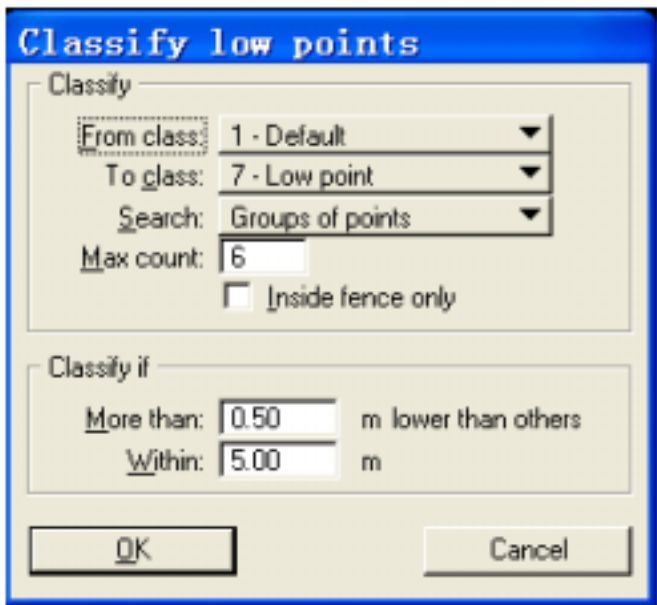 Classify low points
Classify
From class: 1 - Default
To class: 7 - Low point
Search: Groups of points
Max count: 6
Inside fence only
Classify if
More than: 0.50 m lower than others
Within: 5.00 m
OK Cancel